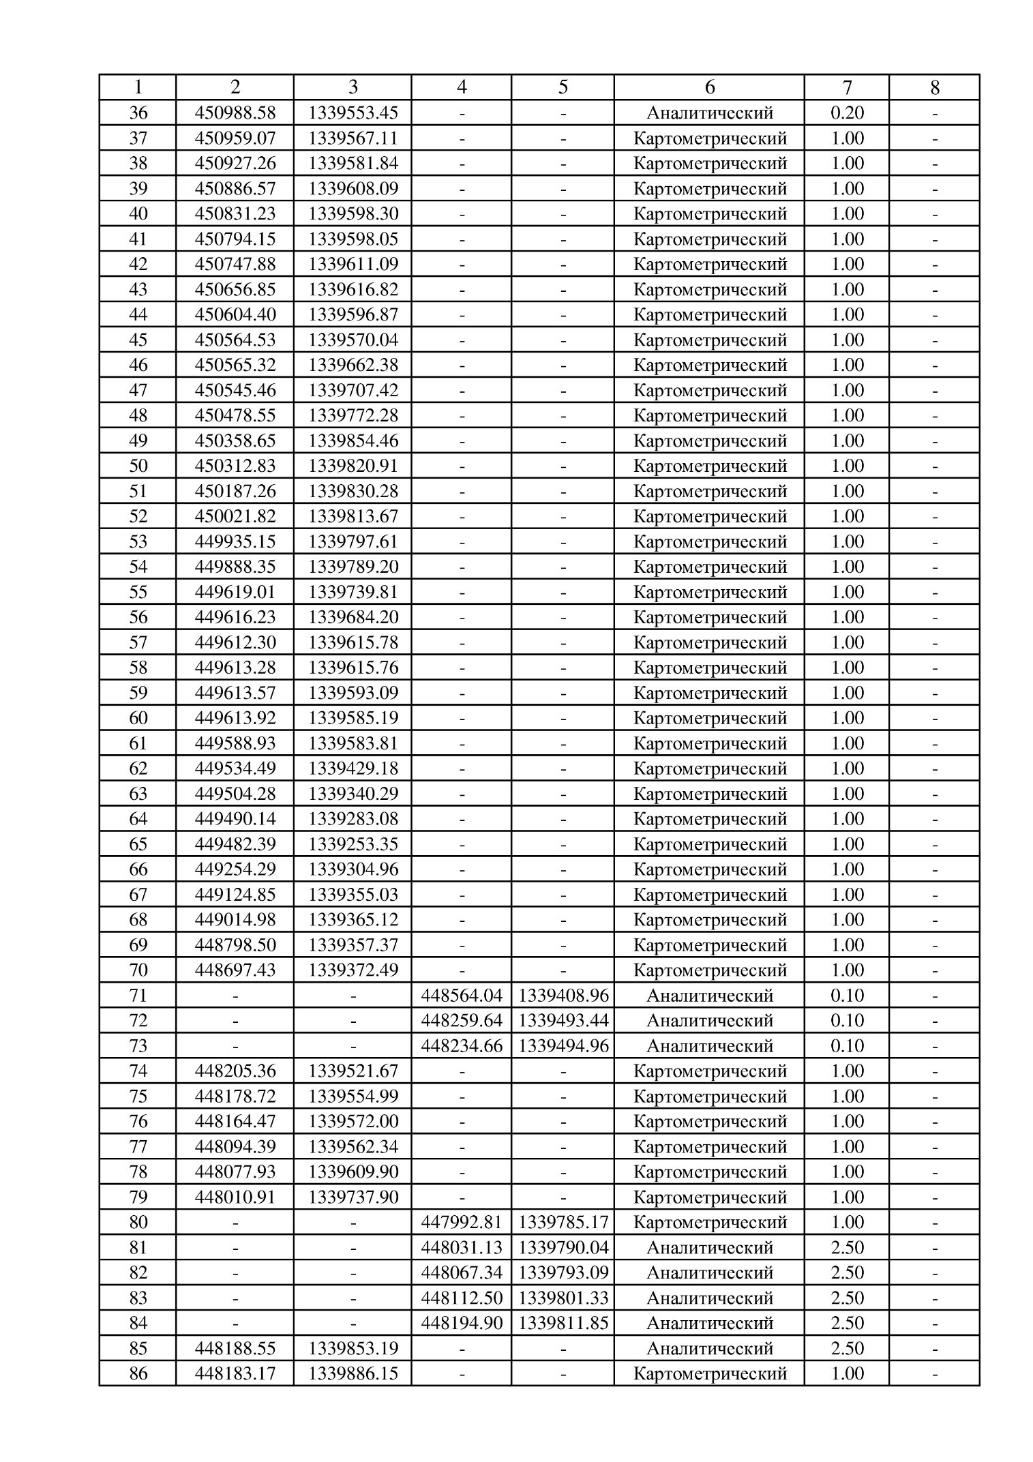 1 2 3 4 5 6 7 8
36 450988.58 1339553.45 - - Аналитический 0.20 -
37 450959.07 1339567.11 - - Картометрический 1.00 -
38 450927.26 1339581.84 - - Картометрический 1.00 -
39 450886.57 1339608.09 - - Картометрический 1.00 -
40 450831.23 1339598.30 - - Картометрический 1.00 -
41 450794.15 1339598.05 - - Картометрический 1.00 -
42 450747.88 1339611.09 - - Картометрический 1.00 -
43 450656.85 1339616.82 - - Картометрический 1.00 -
44 450604.40 1339596.87 - - Картометрический 1.00 -
45 450564.53 1339570.04 - - Картометрический 1.00 -
46 450565.32 1339662.38 - - Картометрический 1.00 -
47 450545.46 1339707.42 - - Картометрический 1.00 -
48 450478.55 1339772.28 - - Картометрический 1.00 -
49 450358.65 1339854.46 - - Картометрический 1.00 -
50 450312.83 1339820.91 - - Картометрический 1.00 -
51 450187.26 1339830.28 - - Картометрический 1.00 -
52 450021.82 1339813.67 - - Картометрический 1.00 -
53 449935.15 1339797.61 - - Картометрический 1.00 -
54 449888.35 1339789.20 - - Картометрический 1.00 -
55 449619.01 1339739.81 - - Картометрический 1.00 -
56 449616.23 1339684.20 - - Картометрический 1.00 -
57 449612.30 1339615.78 - - Картометрический 1.00 -
58 449613.28 1339615.76 - - Картометрический 1.00 -
59 449613.57 1339593.09 - - Картометрический 1.00 -
60 449613.92 1339585.19 - - Картометрический 1.00 -
61 449588.93 1339583.81 - - Картометрический 1.00 -
62 449534.49 1339429.18 - - Картометрический 1.00 -
63 449504.28 1339340.29 - - Картометрический 1.00 -
64 449490.14 1339283.08 - - Картометрический 1.00 -
65 449482.39 1339253.35 - - Картометрический 1.00 -
66 449254.29 1339304.96 - - Картометрический 1.00 -
67 449124.85 1339355.03 - - Картометрический 1.00 -
68 449014.98 1339365.12 - - Картометрический 1.00 -
69 448798.50 1339357.37 - - Картометрический 1.00 -
70 448697.43 1339372.49 - - Картометрический 1.00 -
71 - - 448564.04 1339408.96 Аналитический 0.10 -
72 - - 448259.64 1339493.44 Аналитический 0.10 -
73 - - 448234.66 1339494.96 Аналитический 0.10 -
74 448205.36 1339521.67 - - Картометрический 1.00 -
75 448178.72 1339554.99 - - Картометрический 1.00 -
76 448164.47 1339572.00 - - Картометрический 1.00 -
77 448094.39 1339562.34 - - Картометрический 1.00 -
78 448077.93 1339609.90 - - Картометрический 1.00 -
79 448010.91 1339737.90 - - Картометрический 1.00 -
80 - - 447992.81 1339785.17 Картометрический 1.00 -
81 - - 448031.13 1339790.04 Аналитический 2.50 -
82 - - 448067.34 1339793.09 Аналитический 2.50 -
83 - - 448112.50 1339801.33 Аналитический 2.50 -
84 - - 448194.90 1339811.85 Аналитический 2.50 -
85 448188.55 1339853.19 - - Аналитический 2.50 -
86 448183.17 1339886.15 - - Картометрический 1.00 -